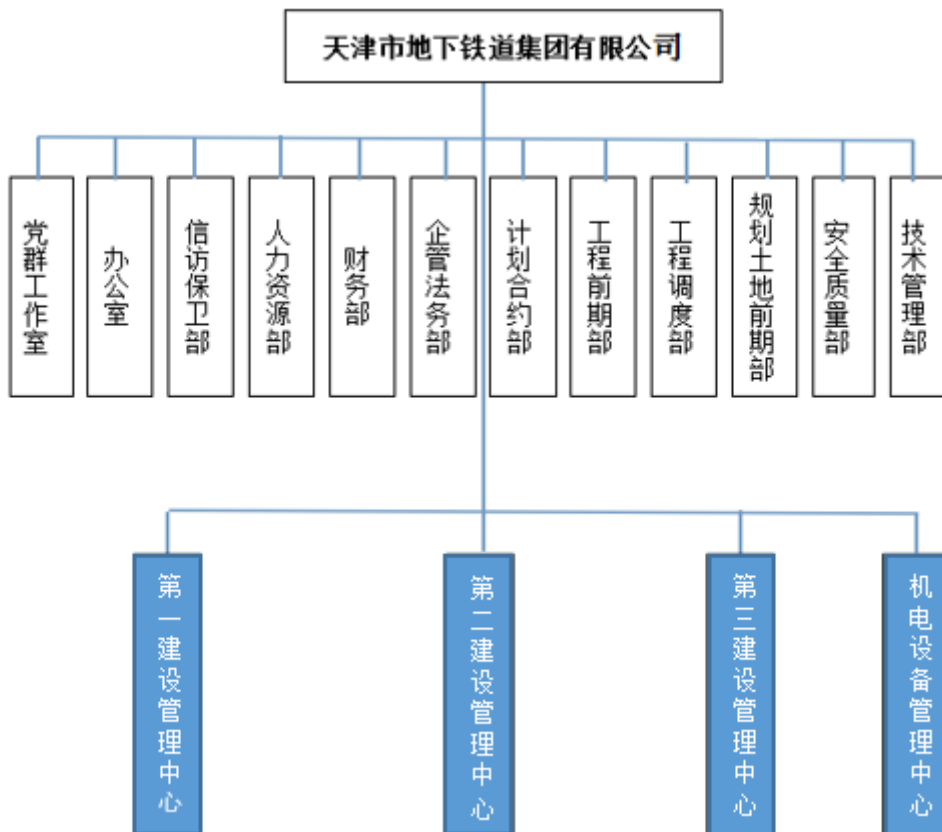 天津市地下铁道集团有限公司
党群工作室
办公室
信访保卫部
人力资源部
财务部
企管法务部
计划合约部
工程前期部
工程调度部
规划土地前期部
安全质量部
技术管理部
第一建设管理中心
第二建设管理中心
第三建设管理中心
机电设备管理中心